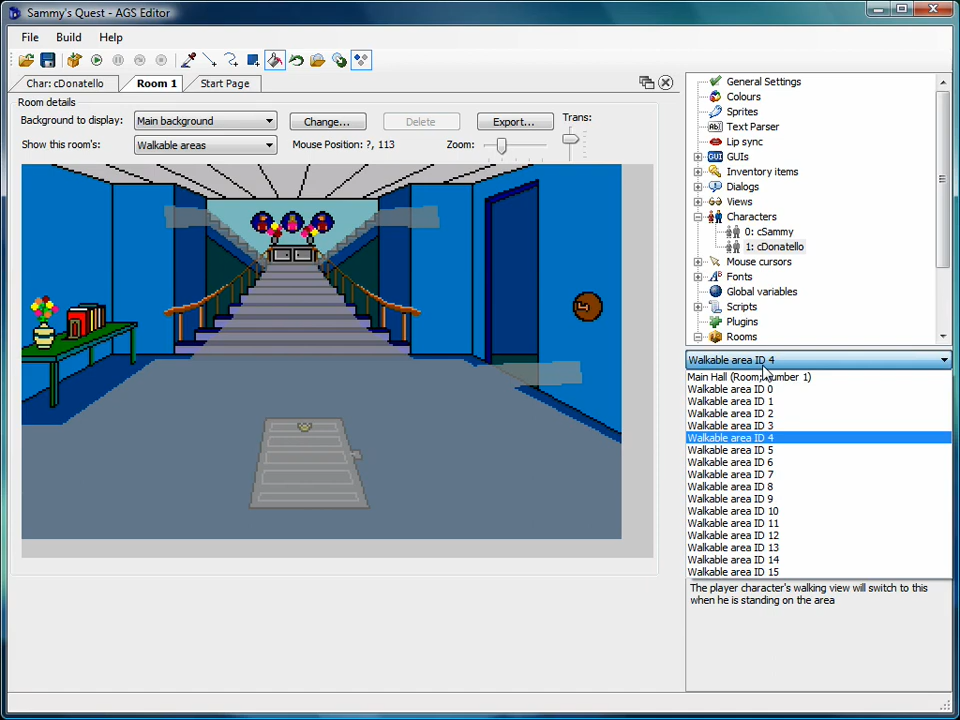 Sammy's Quest - AGS Editor
File Build Help
Char: cDonatello
Room 1
Start Page
Room details
Background to display: Main background
Change...
Delete
Export...
Trans:
Show this room's: Walkable areas
Mouse Position: ?, 113
Zoom:
General Settings
Colours
Sprites
Text Parser
Lip sync
GUIs
Inventory items
Dialogs
Views
Characters
0: cSammy
1: cDonatello
Mouse cursors
Fonts
Global variables
Scripts
Plugins
Rooms
Walkable area ID 4
Main Hall (Room; number 1)
Walkable area ID 0
Walkable area ID 1
Walkable area ID 2
Walkable area ID 3
Walkable area ID 4
Walkable area ID 5
Walkable area ID 6
Walkable area ID 7
Walkable area ID 8
Walkable area ID 9
Walkable area ID 10
Walkable area ID 11
Walkable area ID 12
Walkable area ID 13
Walkable area ID 14
Walkable area ID 15
The player character's walking view will switch to this
when he is standing on the area